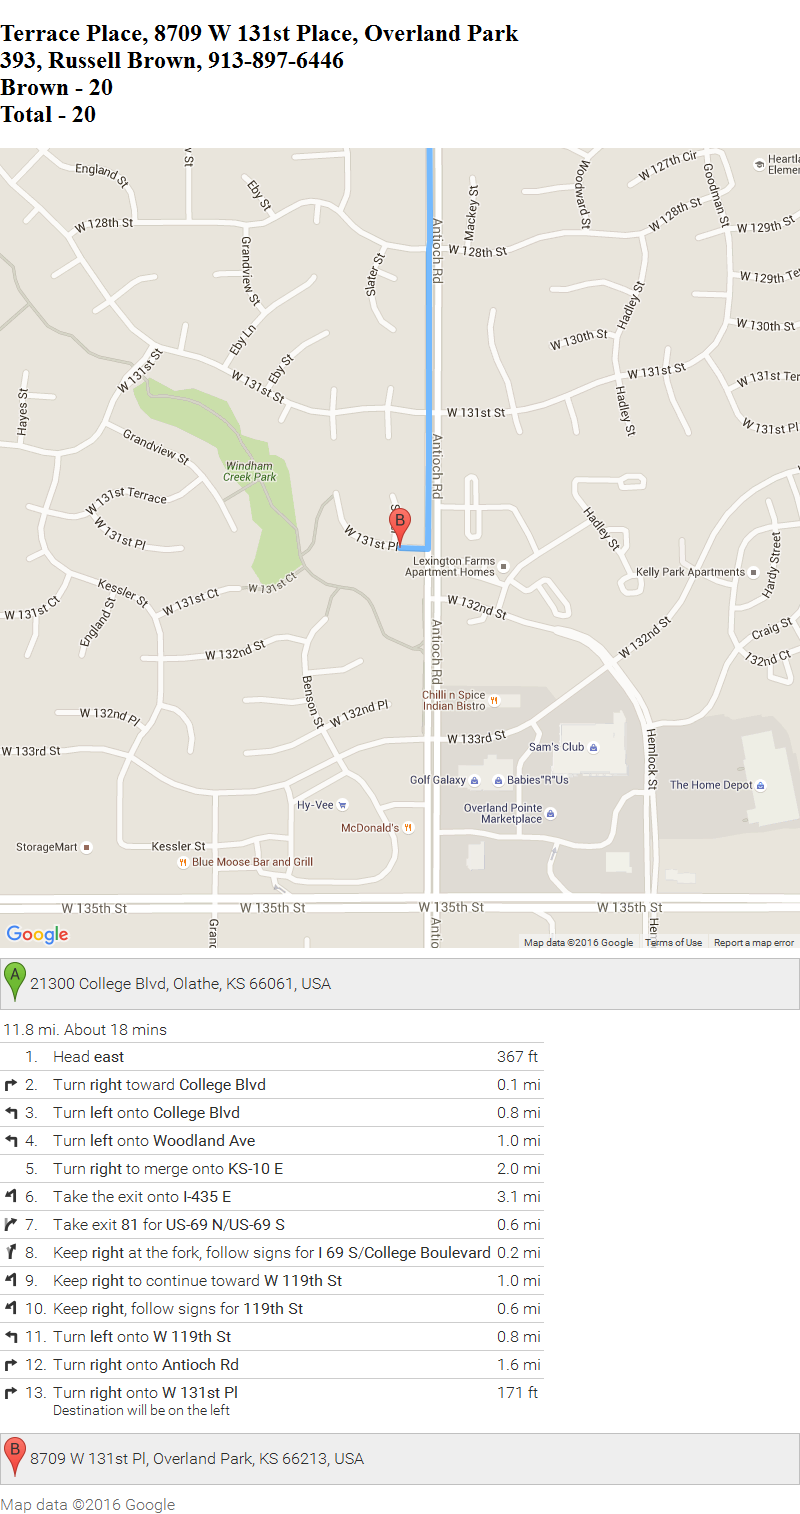 Terrace Place, 8709 W 131st Place, Overland Park
393, Russell Brown, 913-897-6446
Brown - 20
Total - 20
England St
W St
Eby St
W 128th St
Grandview St
Slater St
Antioch Rd
Mackey St
W 128th St
Woodward St
W 127th Cir
Goodman St
W 128th St
W 129th St
W 129th Te
Hadley St
W 130th St
W 130th St
Eby Ln
Eby St
W 131st St
W 131st St
W 131st St
W 131st St
W 131st Ter
Hadley St
W 131st Pl
Hayes St
Grandview St
Windham
Creek Park
Antioch Rd
W 131st Terrace
W 131st Pl
W 131st Pl
B
Hadley St
Lexington Farms
Apartment Homes
Kelly Park Apartments
Hardy Street
Kessler St
W 131st Ct
W 131st Ct
W 131st Ct
England St
W 132nd St
Antioch Rd
W 132nd St
W 132nd St
Craig St
132nd Ct
Benson St
W 132nd Pl
W 132nd Pl
Chilli n Spice
Indian Bistro
W 133rd St
W 133rd St
Sam's Club
Hemlock St
Golf Galaxy
Babies"R"Us
The Home Depot
Hy-Vee
Overland Pointe
Marketplace
McDonald's
StorageMart
Kessler St
Blue Moose Bar and Grill
W 135th St
W 135th St
W 135th St
W 135th St
Granc
Antio
Hem
Google
Map data ©2016 Google
Terms of Use
Report a map error
A
21300 College Blvd, Olathe, KS 66061, USA
11.8 mi. About 18 mins
1. Head east 367 ft
2. Turn right toward College Blvd 0.1 mi
3. Turn left onto College Blvd 0.8 mi
4. Turn left onto Woodland Ave 1.0 mi
5. Turn right to merge onto KS-10 E 2.0 mi
6. Take the exit onto I-435 E 3.1 mi
7. Take exit 81 for US-69 N/US-69 S 0.6 mi
8. Keep right at the fork, follow signs for I 69 S/College Boulevard 0.2 mi
9. Keep right to continue toward W 119th St 1.0 mi
10. Keep right, follow signs for 119th St 0.6 mi
11. Turn left onto W 119th St 0.8 mi
12. Turn right onto Antioch Rd 1.6 mi
13. Turn right onto W 131st Pl 171 ft
Destination will be on the left
B
8709 W 131st Pl, Overland Park, KS 66213, USA
Map data ©2016 Google